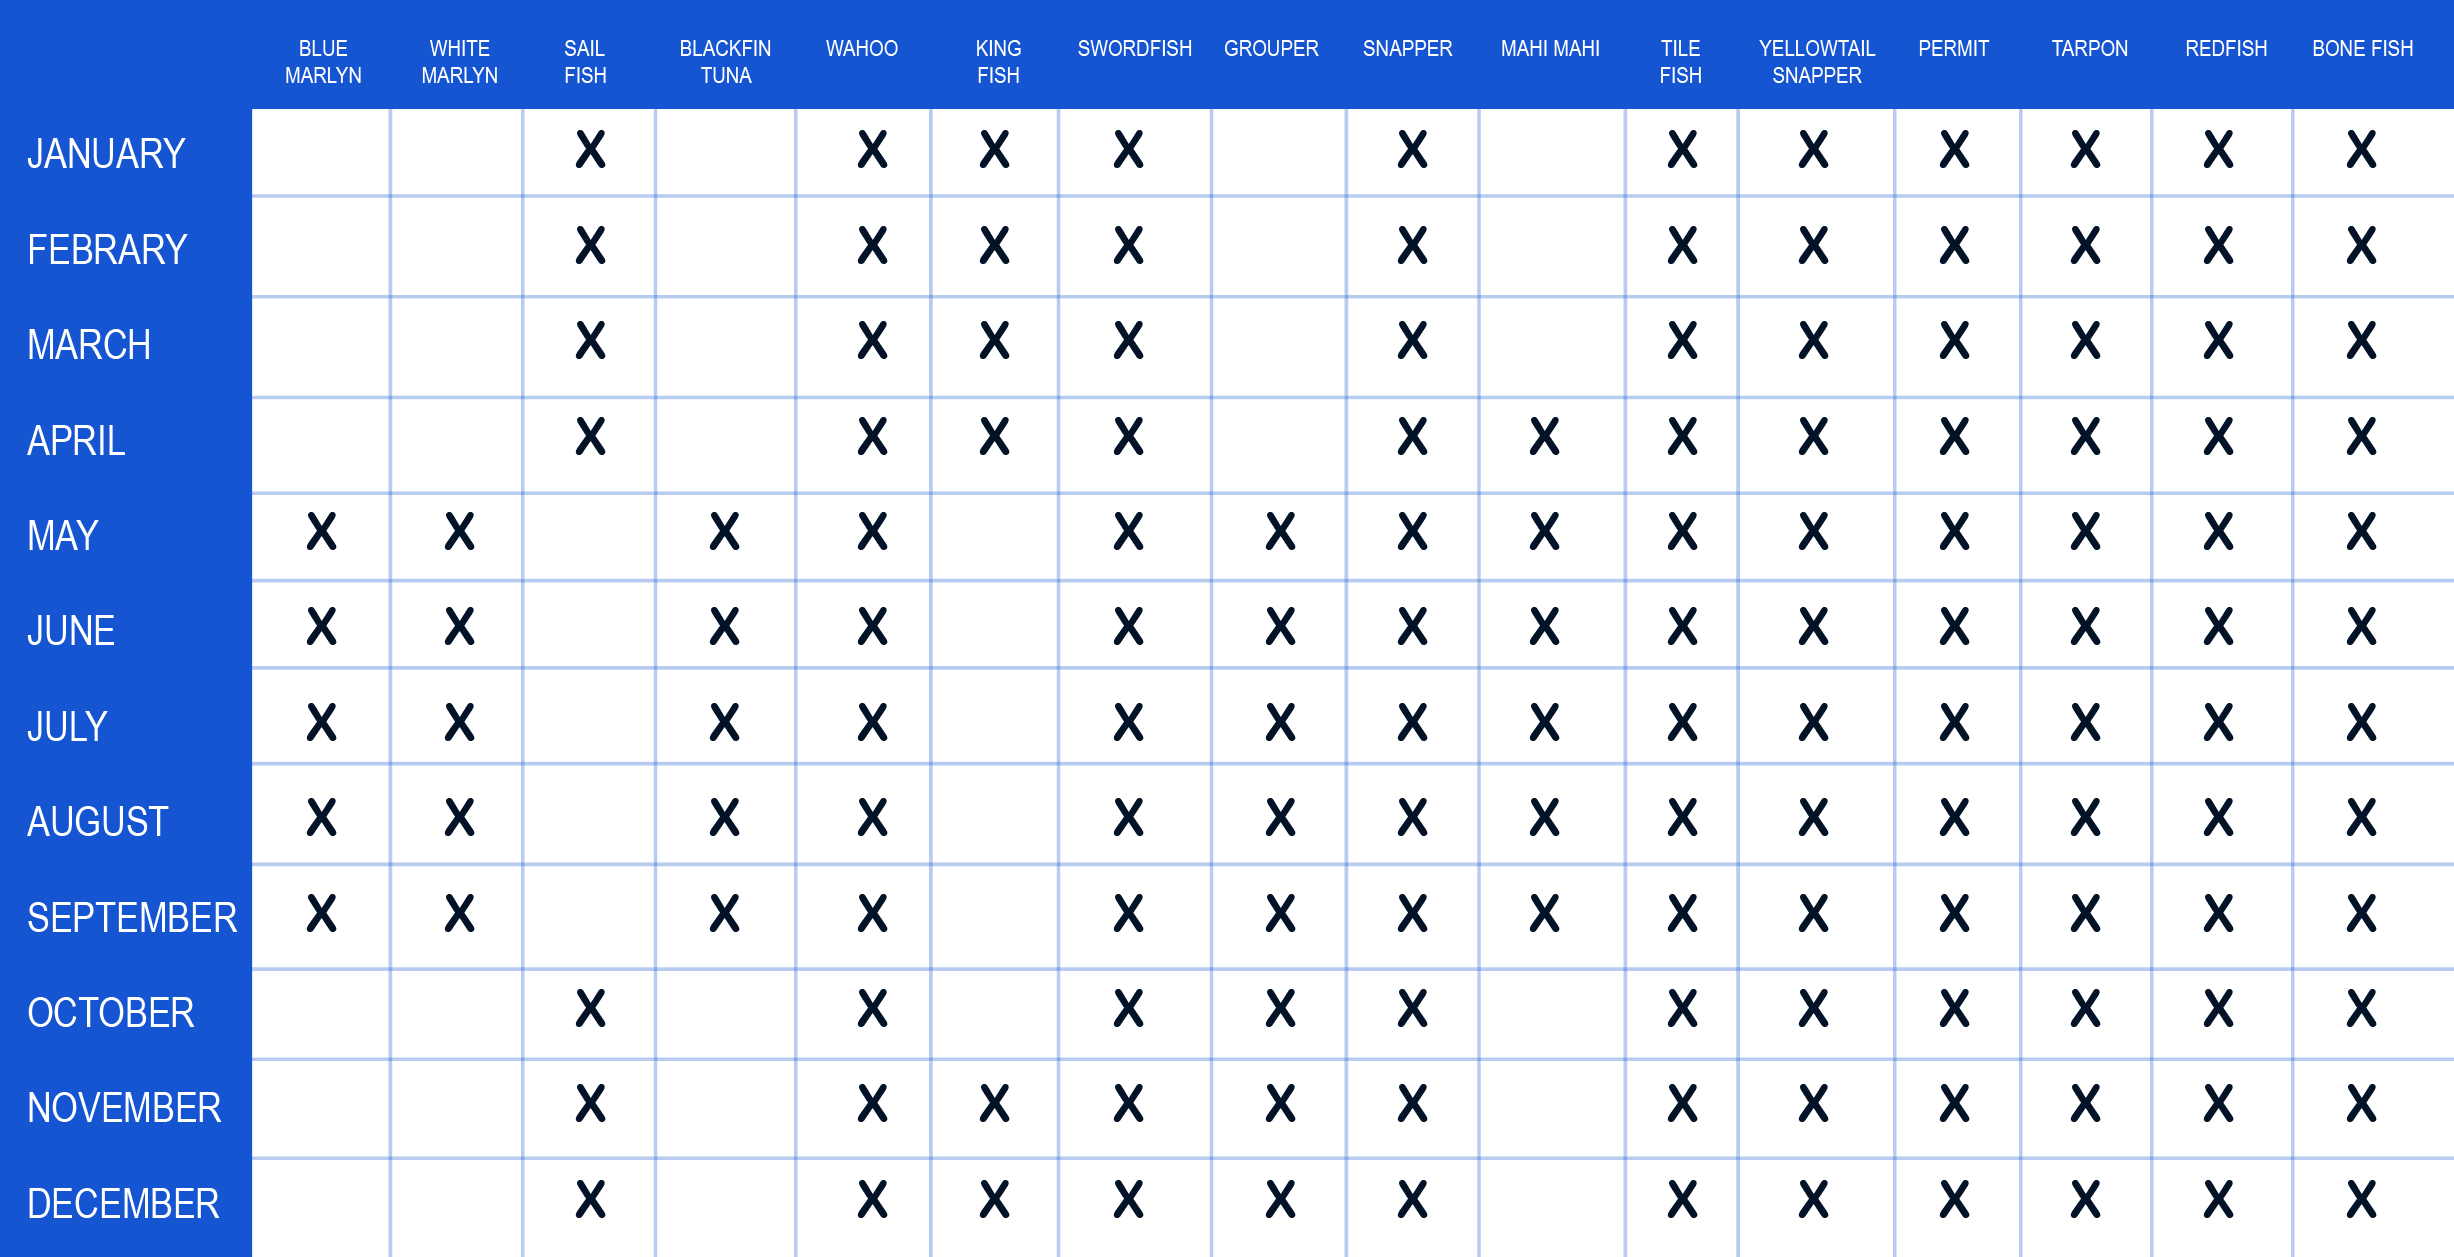 BLUE MARLYN WHITE MARLYN SAIL FISH BLACKFIN TUNA WAHOO KING FISH SWORDFISH GROUPER SNAPPER MAHI MAHI TILE FISH YELLOWTAIL SNAPPER PERMIT TARPON REDFISH BONE FISH
JANUARY X X X X X X X X X X X
FEBRARY X X X X X X X X X X X
MARCH X X X X X X X X X X X
APRIL X X X X X X X X X X X X
MAY X X X X X X X X X X X X X X
JUNE X X X X X X X X X X X X X X
JULY X X X X X X X X X X X X X X
AUGUST X X X X X X X X X X X X X X
SEPTEMBER X X X X X X X X X X X X X X
OCTOBER X X X X X X X X X X X
NOVEMBER X X X X X X X X X X X X
DECEMBER X X X X X X X X X X X X